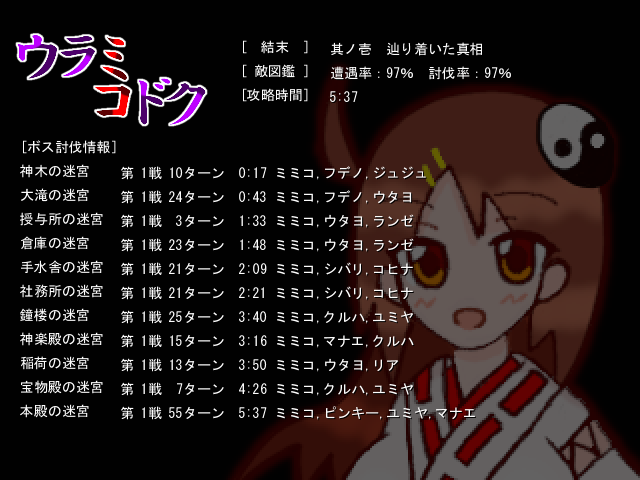 ウラミ
コドク
[　結末　]　其ノ壱　辿り着いた真相
[ 敵図鑑 ]　遭遇率：97%　討伐率：97%
[攻略時間]　5:37
[ボス討伐情報]
神木の迷宮　第 1戦 10ターン　0:17 ミミコ,フデノ,ジュジュ
大滝の迷宮　第 1戦 24ターン　0:43 ミミコ,フデノ,ウタヨ
授与所の迷宮　第 1戦　3ターン　1:33 ミミコ,ウタヨ,ランゼ
倉庫の迷宮　第 1戦 23ターン　1:48 ミミコ,ウタヨ,ランゼ
手水舎の迷宮　第 1戦 21ターン　2:09 ミミコ,シバリ,コヒナ
社務所の迷宮　第 1戦 21ターン　2:21 ミミコ,シバリ,コヒナ
鐘楼の迷宮　第 1戦 25ターン　3:40 ミミコ,クルハ,ユミヤ
神楽殿の迷宮　第 1戦 15ターン　3:16 ミミコ,マナエ,クルハ
稲荷の迷宮　第 1戦 13ターン　3:50 ミミコ,ウタヨ,リア
宝物殿の迷宮　第 1戦　7ターン　4:26 ミミコ,クルハ,ユミヤ
本殿の迷宮　第 1戦 55ターン　5:37 ミミコ,ピンキー,ユミヤ,マナエ